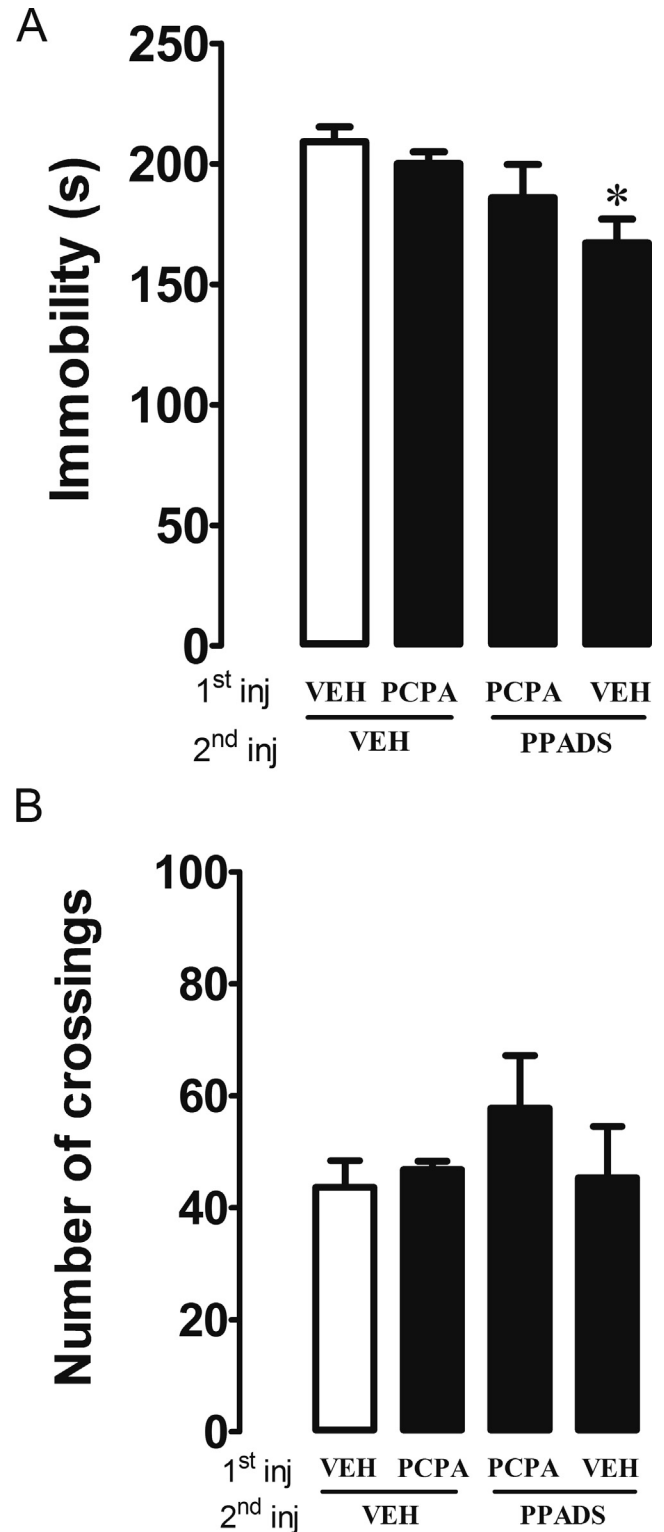 A
Immobility (s)
250
200
150
100
50
0
*
1st inj VEH PCPA PCPA VEH
2nd inj VEH PPADS
B
Number of crossings
100
80
60
40
20
0
1st inj VEH PCPA PCPA VEH
2nd inj VEH PPADS